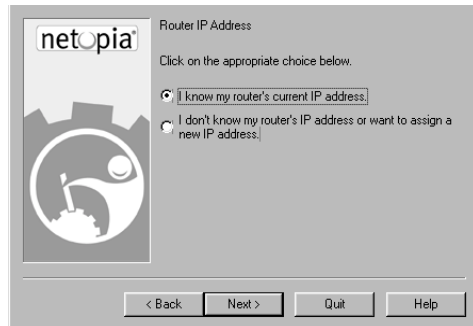 netopia
Router IP Address
Click on the appropriate choice below.
I know my router's current IP address.
I don't know my router's IP address or want to assign a
new IP address.
< Back
Next >
Quit
Help